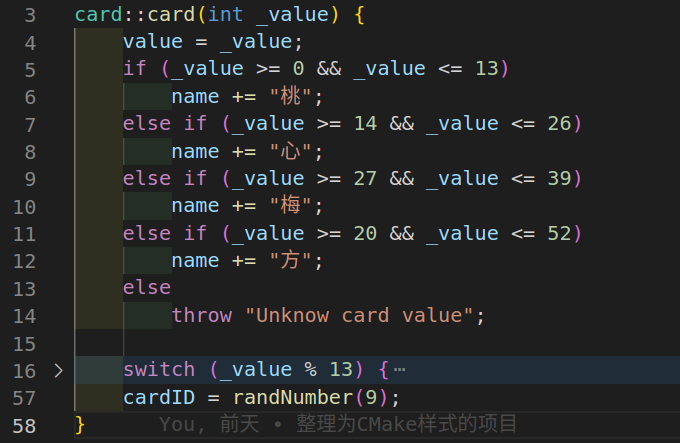 3 card::card(int _value) {
4 value = _value;
5 if (_value >= 0 && _value <= 13)
6 name += "桃";
7 else if (_value >= 14 && _value <= 26)
8 name += "心";
9 else if (_value >= 27 && _value <= 39)
10 name += "梅";
11 else if (_value >= 20 && _value <= 52)
12 name += "方";
13 else
14 throw "Unknow card value";
15
16 > switch (_value % 13) {⋯
57 cardID = randNumber(9);
58 } You, 前天 • 整理为CMake样式的项目